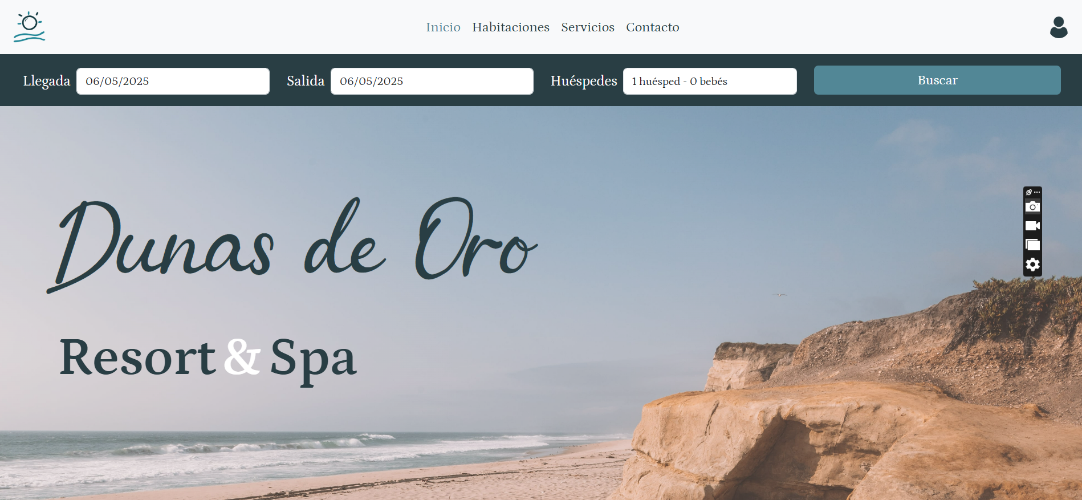 Inicio Habitaciones Servicios Contacto
Llegada 06/05/2025 Salida 06/05/2025 Huéspedes 1 huésped - 0 bebés Buscar
Dunas de Oro
Resort & Spa